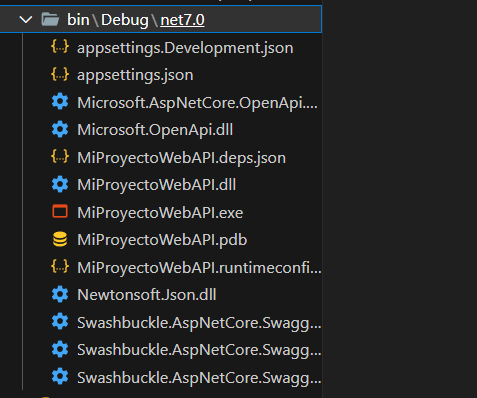 bin\Debug\net7.0
appsettings.Development.json
appsettings.json
Microsoft.AspNetCore.OpenApi....
Microsoft.OpenApi.dll
MiProyectoWebAPI.deps.json
MiProyectoWebAPI.dll
MiProyectoWebAPI.exe
MiProyectoWebAPI.pdb
MiProyectoWebAPI.runtimeconfi...
Newtonsoft.Json.dll
Swashbuckle.AspNetCore.Swagg...
Swashbuckle.AspNetCore.Swagg...
Swashbuckle.AspNetCore.Swagg...